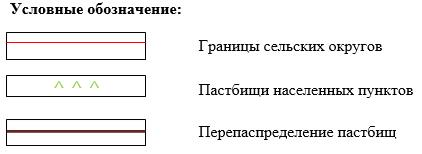 Условные обозначение:
Границы сельских округов
Пастбищи населенных пунктов
Перепаспределение пастбищ